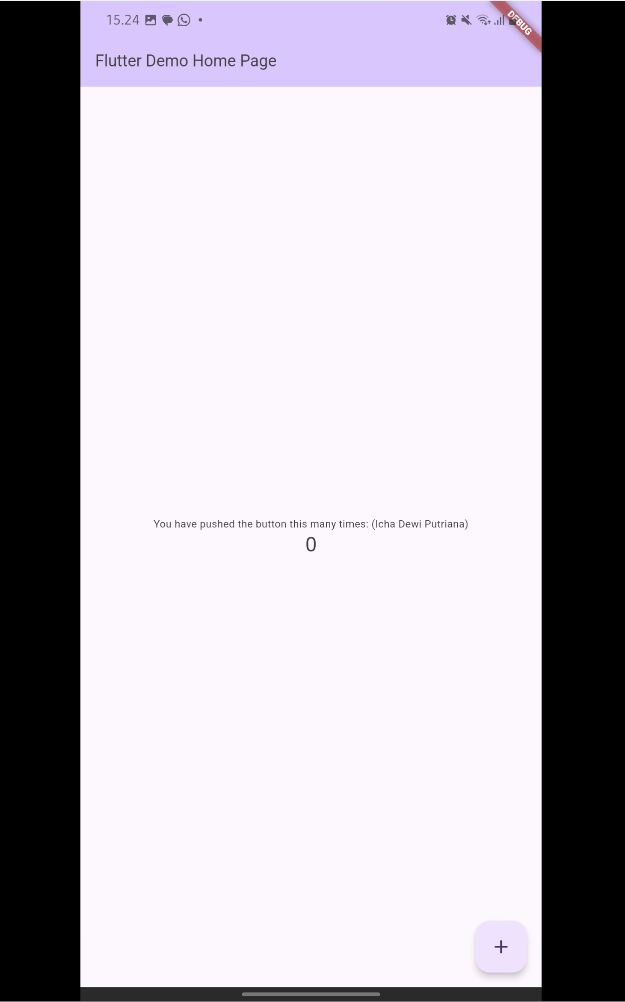 15.24
DEBUG
Flutter Demo Home Page
You have pushed the button this many times: (Icha Dewi Putriana)
0
+